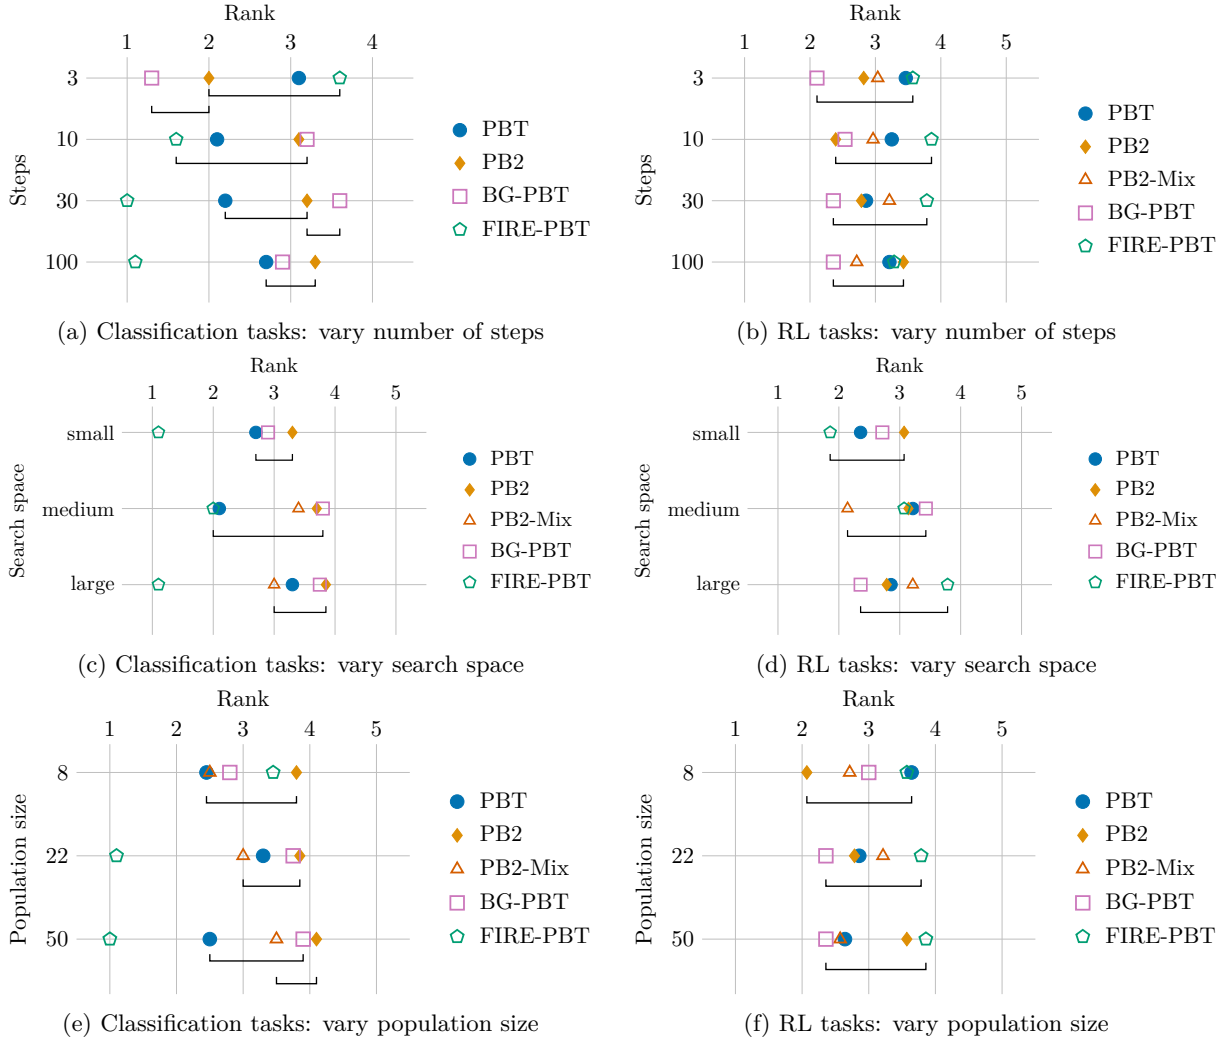 Rank
1 2 3 4
Steps
3
10
30
100
PBT
PB2
BG-PBT
FIRE-PBT
(a) Classification tasks: vary number of steps
Rank
1 2 3 4 5
Steps
3
10
30
100
PBT
PB2
PB2-Mix
BG-PBT
FIRE-PBT
(b) RL tasks: vary number of steps
Rank
1 2 3 4 5
Search space
small
medium
large
PBT
PB2
PB2-Mix
BG-PBT
FIRE-PBT
(c) Classification tasks: vary search space
Rank
1 2 3 4 5
Search space
small
medium
large
PBT
PB2
PB2-Mix
BG-PBT
FIRE-PBT
(d) RL tasks: vary search space
Rank
1 2 3 4 5
Population size
8
22
50
PBT
PB2
PB2-Mix
BG-PBT
FIRE-PBT
(e) Classification tasks: vary population size
Rank
1 2 3 4 5
Population size
8
22
50
PBT
PB2
PB2-Mix
BG-PBT
FIRE-PBT
(f) RL tasks: vary population size